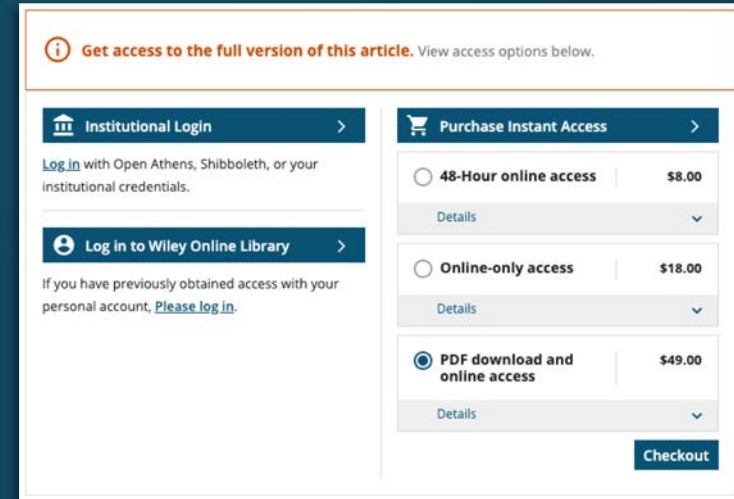 Get access to the full version of this article. View access options below.
Institutional Login
Log in with Open Athens, Shibboleth, or your
institutional credentials.
Log in to Wiley Online Library
If you have previously obtained access with your
personal account, Please log in.
Purchase Instant Access
48-Hour online access $8.00
Details
Online-only access $18.00
Details
PDF download and
online access $49.00
Details
Checkout